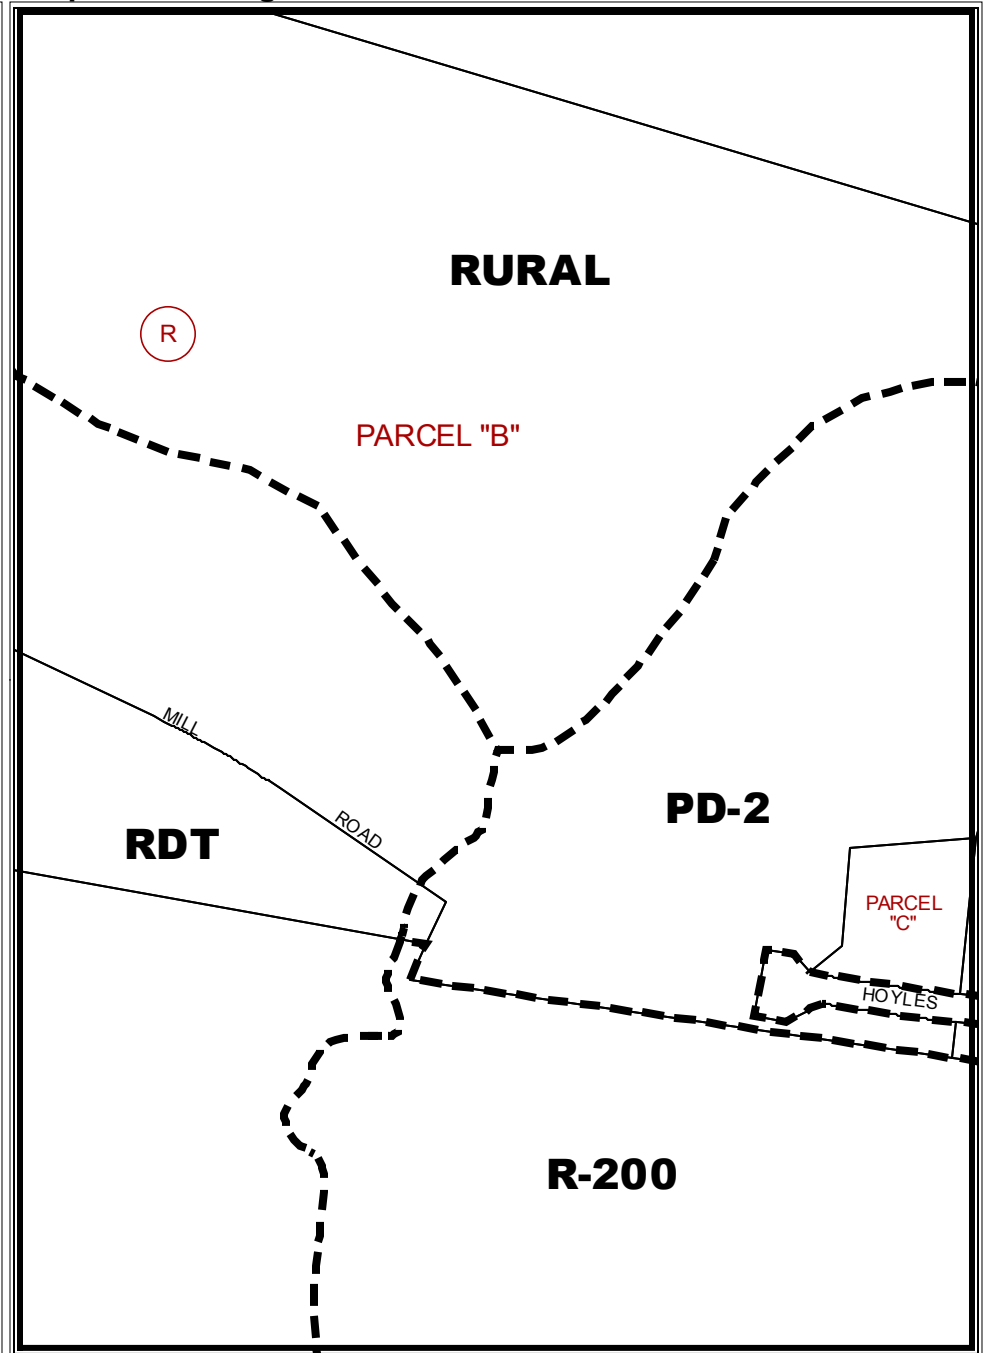 RURAL
R
PARCEL "B"
MILL
ROAD
PD-2
RDT
PARCEL
"C"
HOYLES
R-200